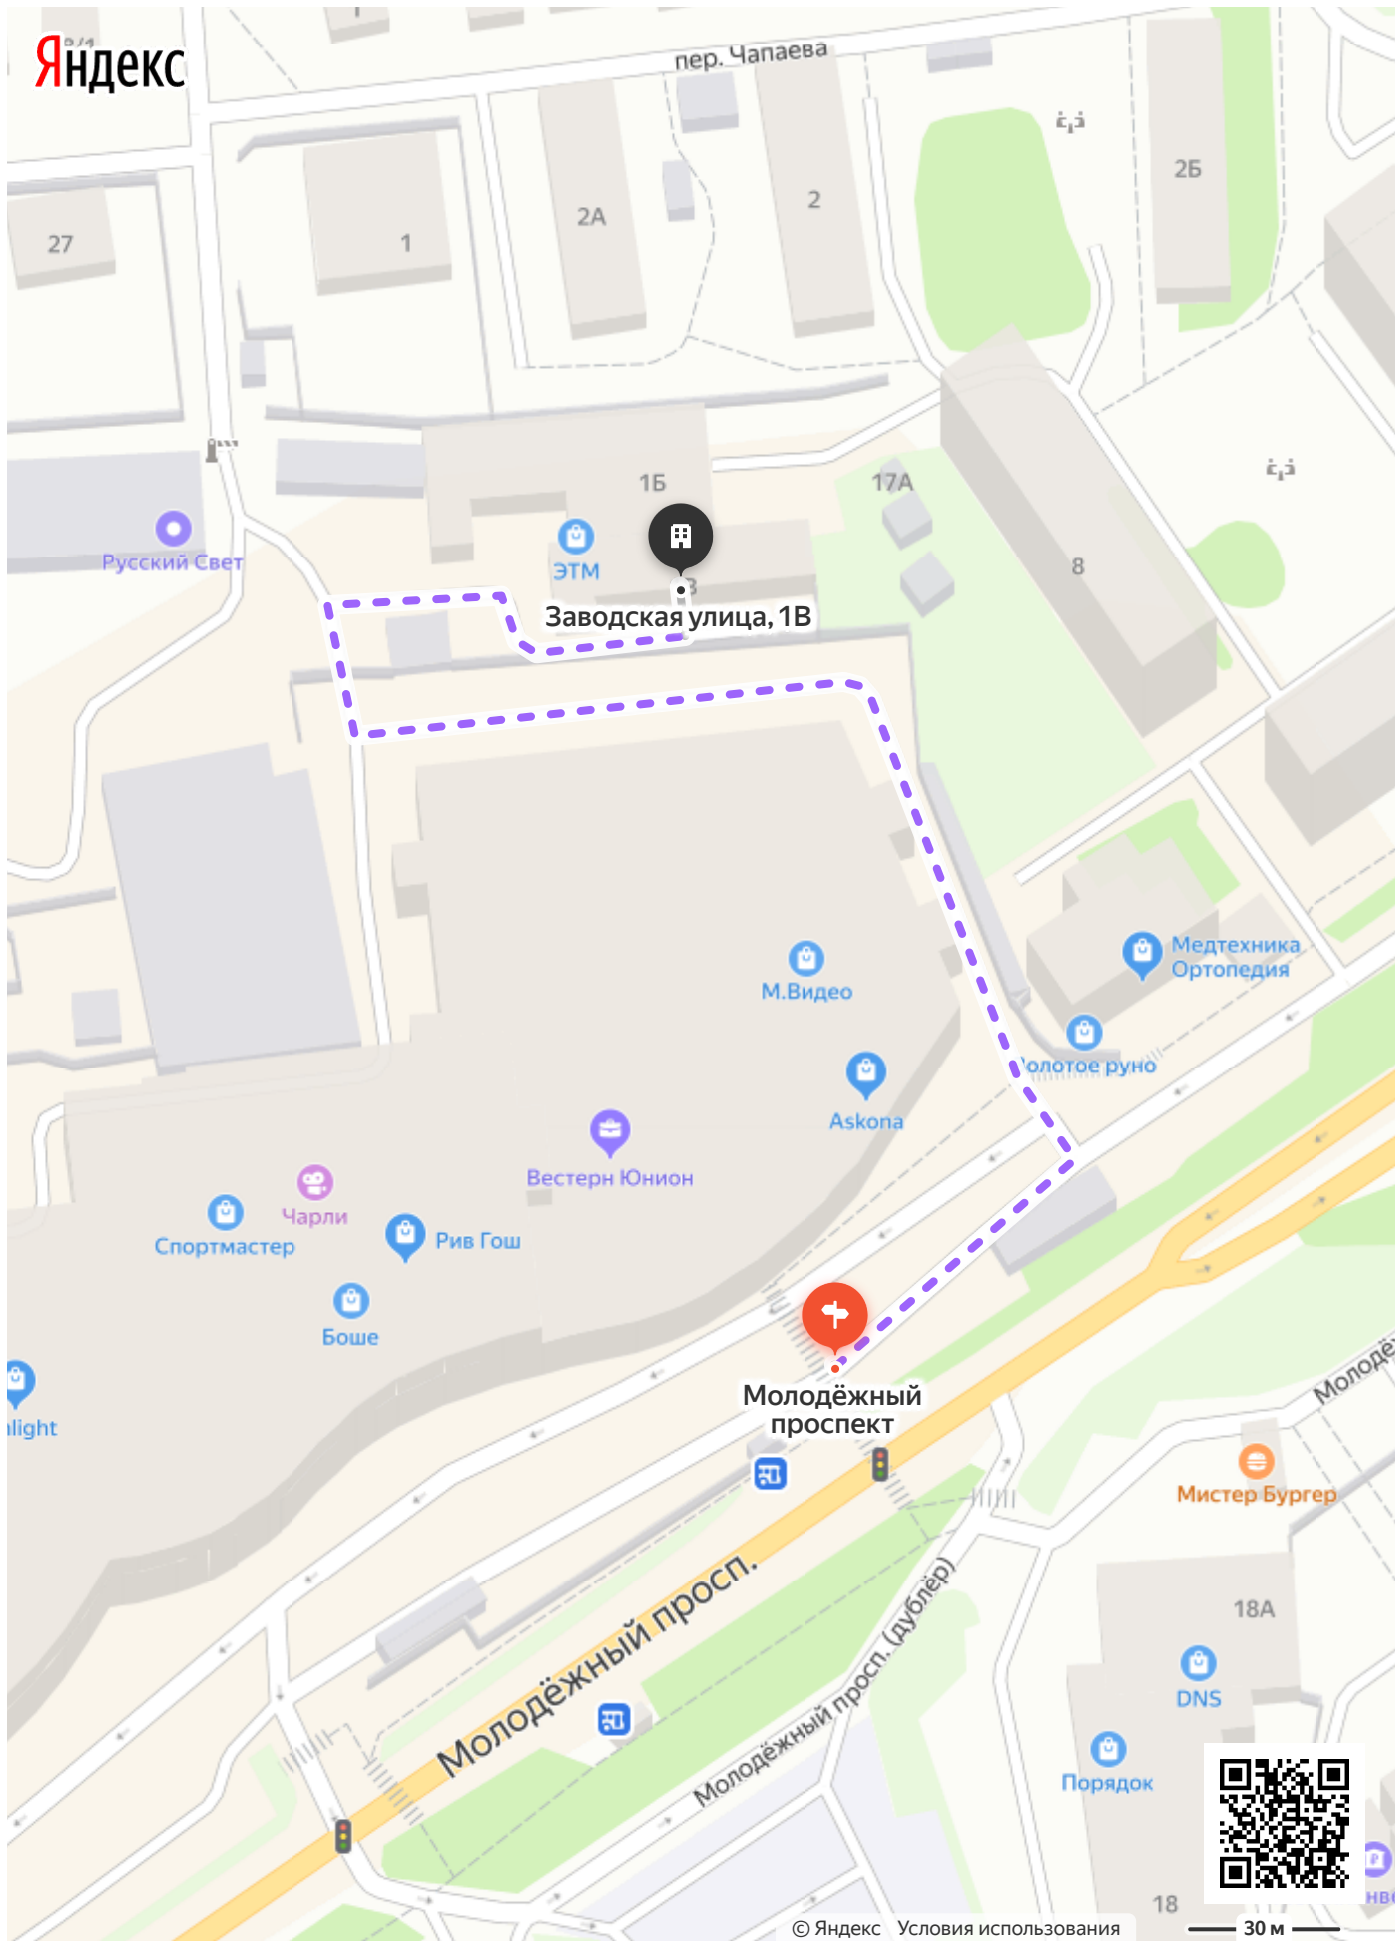 Яндекс
пер. Чапаева
1
27
1
2А
2
2Б
1Б
17А
8
Русский Свет
ЭТМ
Заводская улица, 1В
М.Видео
Медтехника
Ортопедия
Askona
Вестерн Юнион
Чарли
Спортмастер
Рив Гош
Боше
Молодёжный
проспект
Мистер Бургер
Молодёжный просп.
Молодёжный просп. (дублёр)
18А
DNS
Порядок
18
© Яндекс Условия использования
30 м